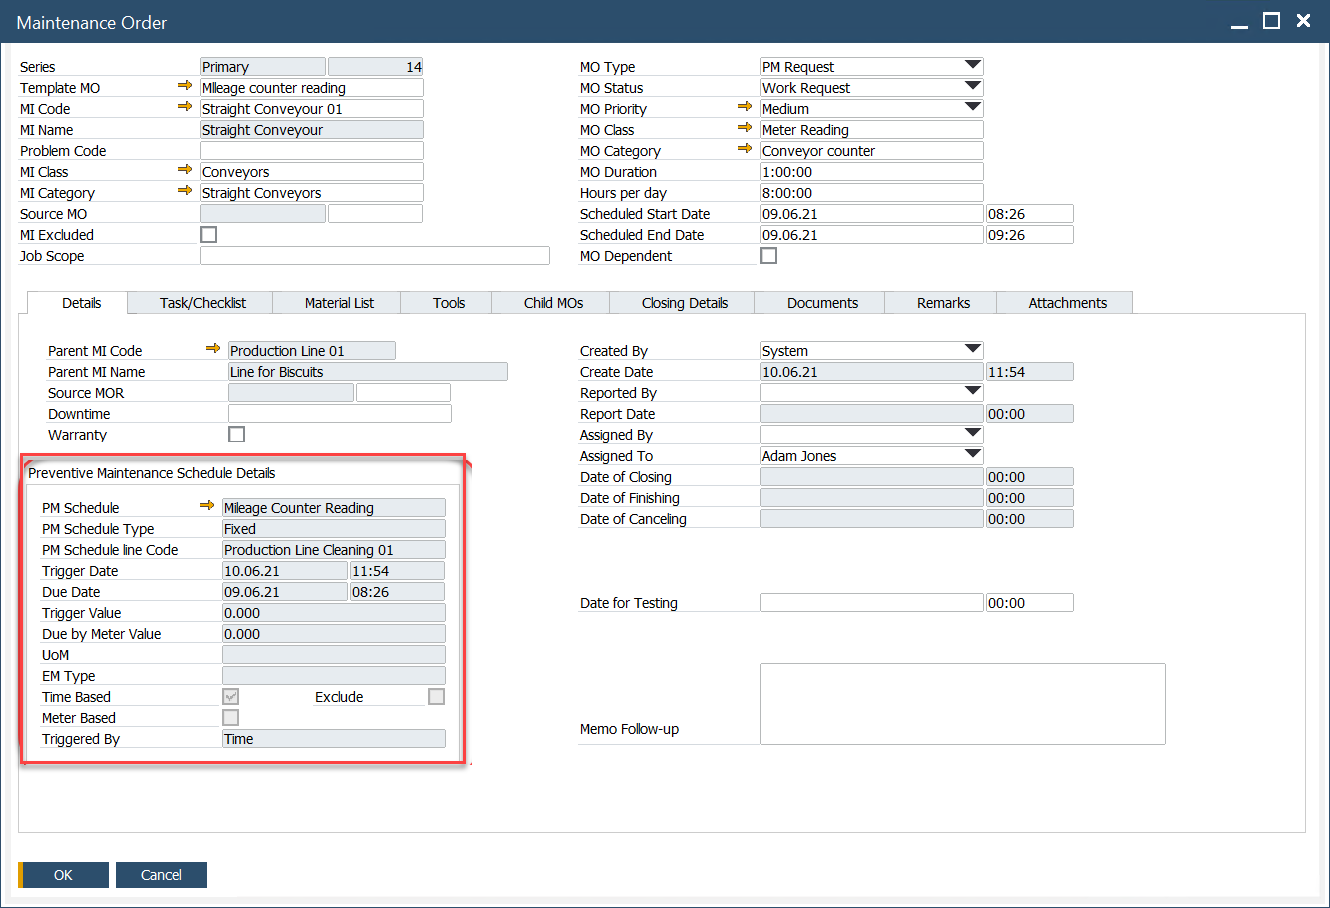 Maintenance Order
Series Primary 14
Template MO MIleage counter reading
MI Code Straight Conveyour 01
MI Name Straight Conveyour
Problem Code
MI Class Conveyors
MI Category Straight Conveyors
Source MO
MI Excluded
Job Scope
MO Type PM Request
MO Status Work Request
MO Priority Medium
MO Class Meter Reading
MO Category Conveyor counter
MO Duration 1:00:00
Hours per day 8:00:00
Scheduled Start Date 09.06.21 08:26
Scheduled End Date 09.06.21 09:26
MO Dependent
Details Task/Checklist Material List Tools Child MOs Closing Details Documents Remarks Attachments
Parent MI Code Production Line 01
Parent MI Name Line for Biscuits
Source MOR
Downtime
Warranty
Preventive Maintenance Schedule Details
PM Schedule Mileage Counter Reading
PM Schedule Type Fixed
PM Schedule line Code Production Line Cleaning 01
Trigger Date 10.06.21 11:54
Due Date 09.06.21 08:26
Trigger Value 0.000
Due by Meter Value 0.000
UoM
EM Type
Time Based Exclude
Meter Based
Triggered By Time
Created By System
Create Date 10.06.21 11:54
Reported By
Report Date 00:00
Assigned By
Assigned To Adam Jones
Date of Closing 00:00
Date of Finishing 00:00
Date of Canceling 00:00
Date for Testing 00:00
Memo Follow-up
OK Cancel